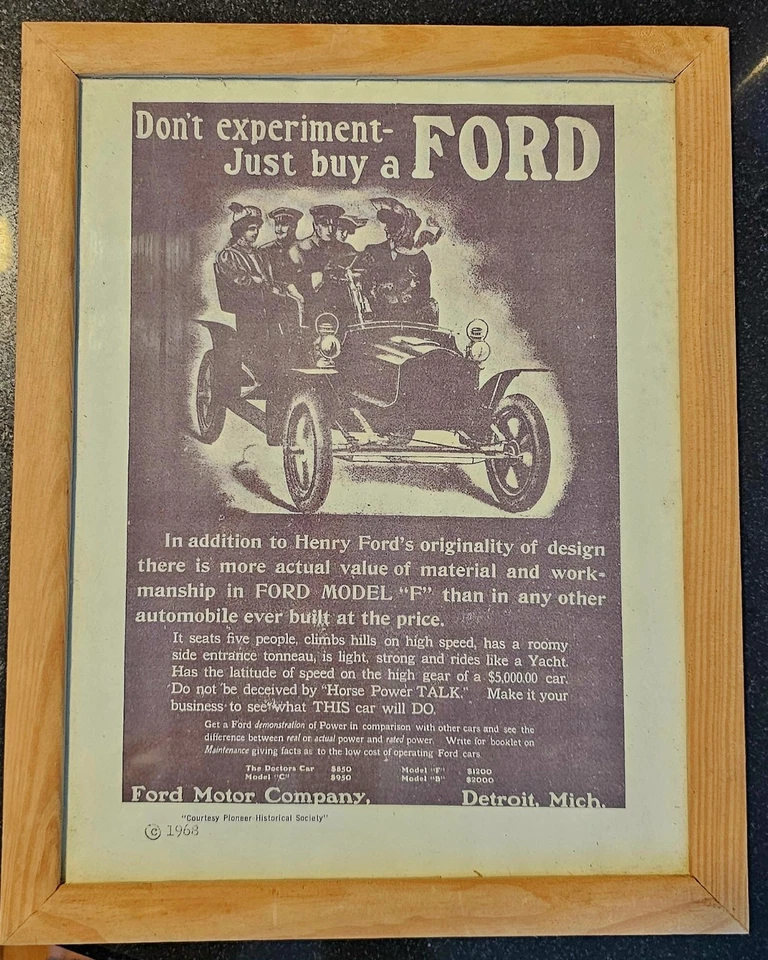 Don't experiment-
Just buy a FORD
In addition to Henry Ford's originality of design
there is more actual value of material and work-
manship in FORD MODEL "F" than in any other
automobile ever built at the price.
It seats five people, climbs hills on high speed, has a roomy
side entrance tonneau, is light, strong and rides like a Yacht.
Has the latitude of speed on the high gear of a $5,000.00 car.
Do not be deceived by "Horse Power TALK." Make it your
business to see what THIS car will DO.
Get a Ford demonstration of Power in comparison with other cars and see the
difference between real or actual power and rated power. Write for booklet on
Maintenance giving facts as to the low cost of operating Ford cars
The Doctors Car $850 Model "F" $1200
Model "C" $950 Model "B" $2000
Ford Motor Company, Detroit, Mich.
"Courtesy Pioneer Historical Society"
© 1968